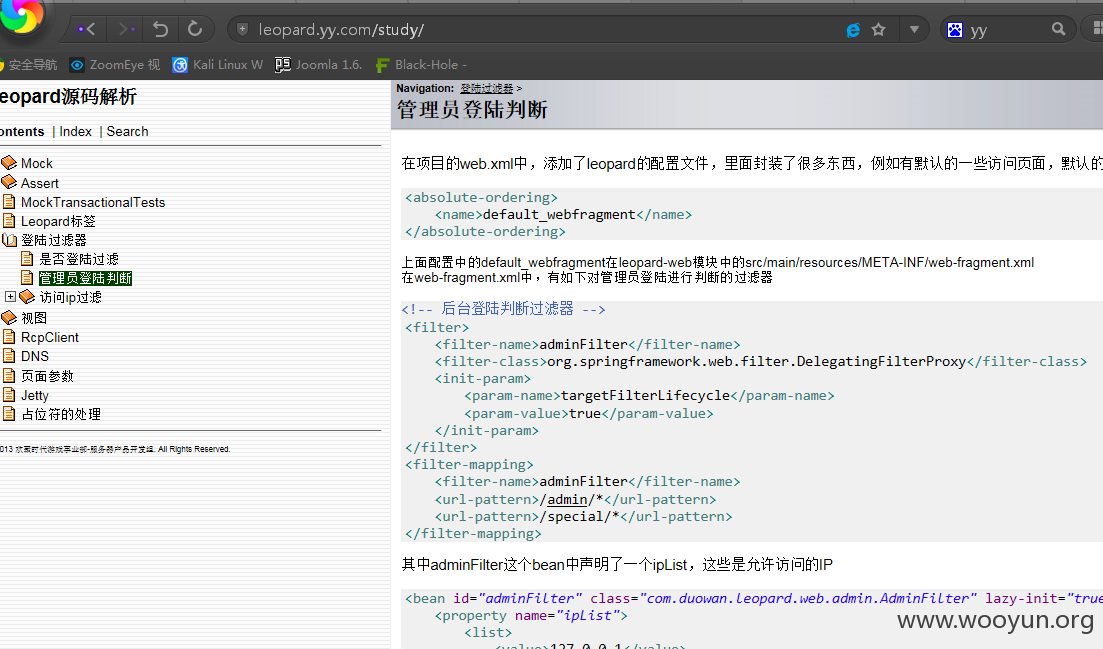 leopard.yy.com/study/
yy
安全导航 ZoomEye 视 Kali Linux W Joomla 1.6. Black-Hole -
eopard源码解析
ontents | Index | Search
Mock
Assert
MockTransactionalTests
Leopard标签
登陆过滤器
是否登陆过滤
管理员登陆判断
访问ip过滤
视图
RcpClient
DNS
页面参数
Jetty
占位符的处理
013 欢聚时代游戏事业部-服务器产品开发组. All Rights Reserved.
Navigation: 登陆过滤器 >
管理员登陆判断
在项目的web.xml中，添加了leopard的配置文件，里面封装了很多东西，例如有默认的一些访问页面，默认的
<absolute-ordering>
<name>default_webfragment</name>
</absolute-ordering>
上面配置中的default_webfragment在leopard-web模块中的src/main/resources/META-INF/web-fragment.xml
在web-fragment.xml中，有如下对管理员登陆进行判断的过滤器
<!-- 后台登陆判断过滤器 -->
<filter>
<filter-name>adminFilter</filter-name>
<filter-class>org.springframework.web.filter.DelegatingFilterProxy</filter-class>
<init-param>
<param-name>targetFilterLifecycle</param-name>
<param-value>true</param-value>
</init-param>
</filter>
<filter-mapping>
<filter-name>adminFilter</filter-name>
<url-pattern>/admin/*</url-pattern>
<url-pattern>/special/*</url-pattern>
</filter-mapping>
其中adminFilter这个bean中声明了一个ipList，这些是允许访问的IP
<bean id="adminFilter" class="com.duowan.leopard.web.admin.AdminFilter" lazy-init="true
<property name="ipList">
<list>
<value>127.0.0.1</value>
www.wooyun.org